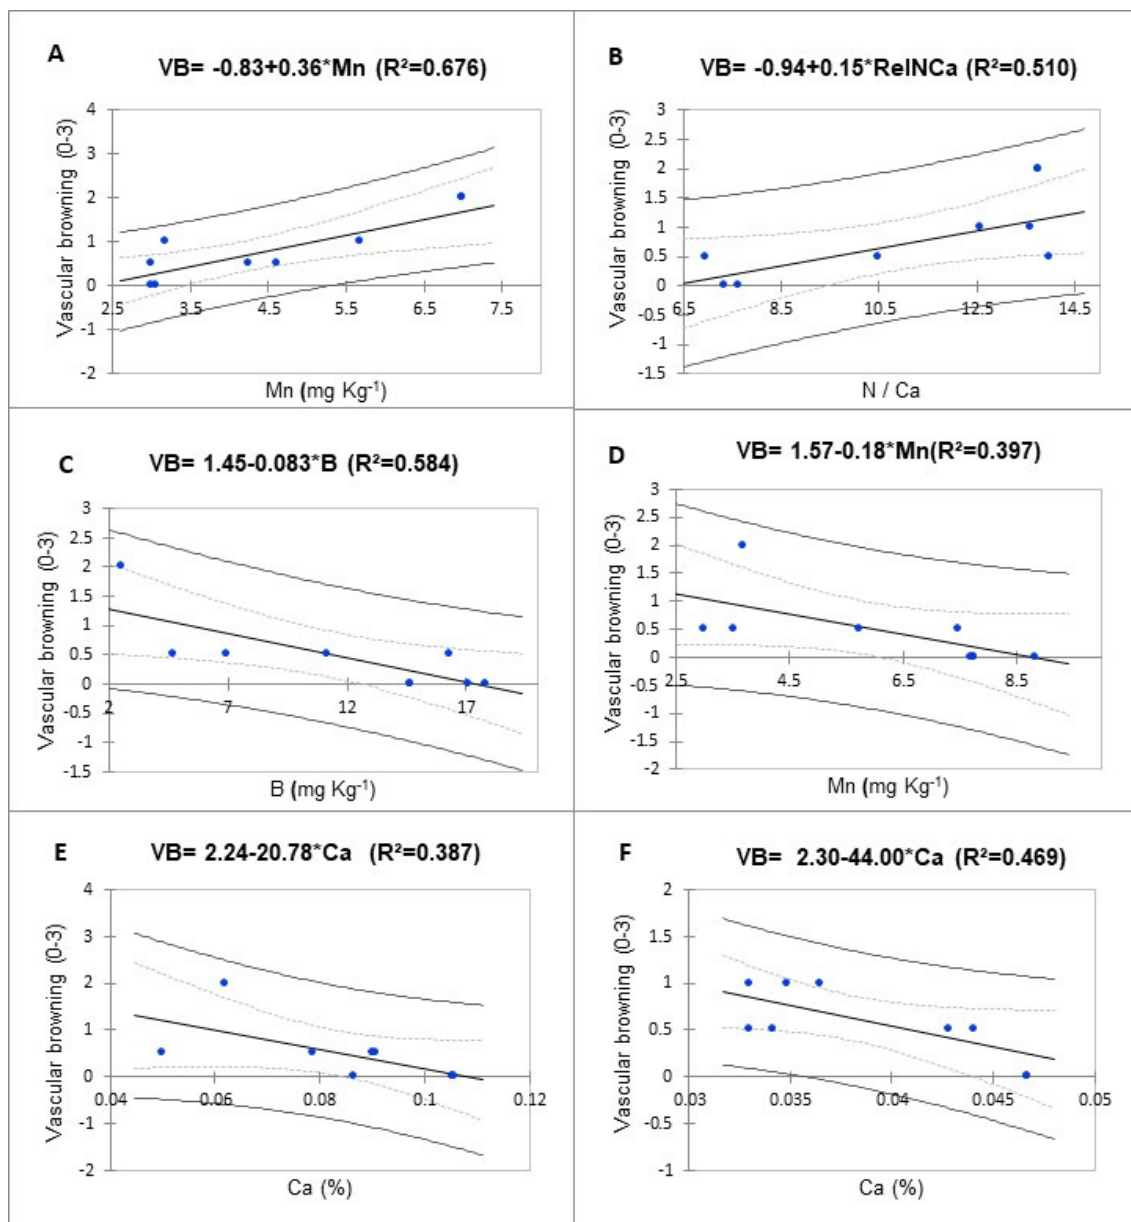 A
VB= -0.83+0.36*Mn (R²=0.676)
Vascular browning (0-3)
4
3
2
1
0
-1
-2
2.5 3.5 4.5 5.5 6.5 7.5
Mn (mg Kg⁻¹)
B
VB= -0.94+0.15*RelNCa (R²=0.510)
Vascular browning (0-3)
3
2.5
2
1.5
1
0.5
0
-0.5
-1
-1.5
6.5 8.5 10.5 12.5 14.5
N / Ca
C
VB= 1.45-0.083*B (R²=0.584)
Vascular browning (0-3)
3
2.5
2
1.5
1
0.5
0
-0.5
-1
-1.5
2 7 12 17
B (mg Kg⁻¹)
D
VB= 1.57-0.18*Mn(R²=0.397)
Vascular browning (0-3)
3
2.5
2
1.5
1
0.5
0
-0.5
-1
-1.5
-2
2.5 4.5 6.5 8.5
Mn (mg Kg⁻¹)
E
VB= 2.24-20.78*Ca (R²=0.387)
Vascular browning (0-3)
4
3
2
1
0
-1
-2
0.04 0.06 0.08 0.1 0.12
Ca (%)
F
VB= 2.30-44.00*Ca (R²=0.469)
Vascular browning (0-3)
2
1.5
1
0.5
0
-0.5
-1
0.03 0.035 0.04 0.045 0.05
Ca (%)